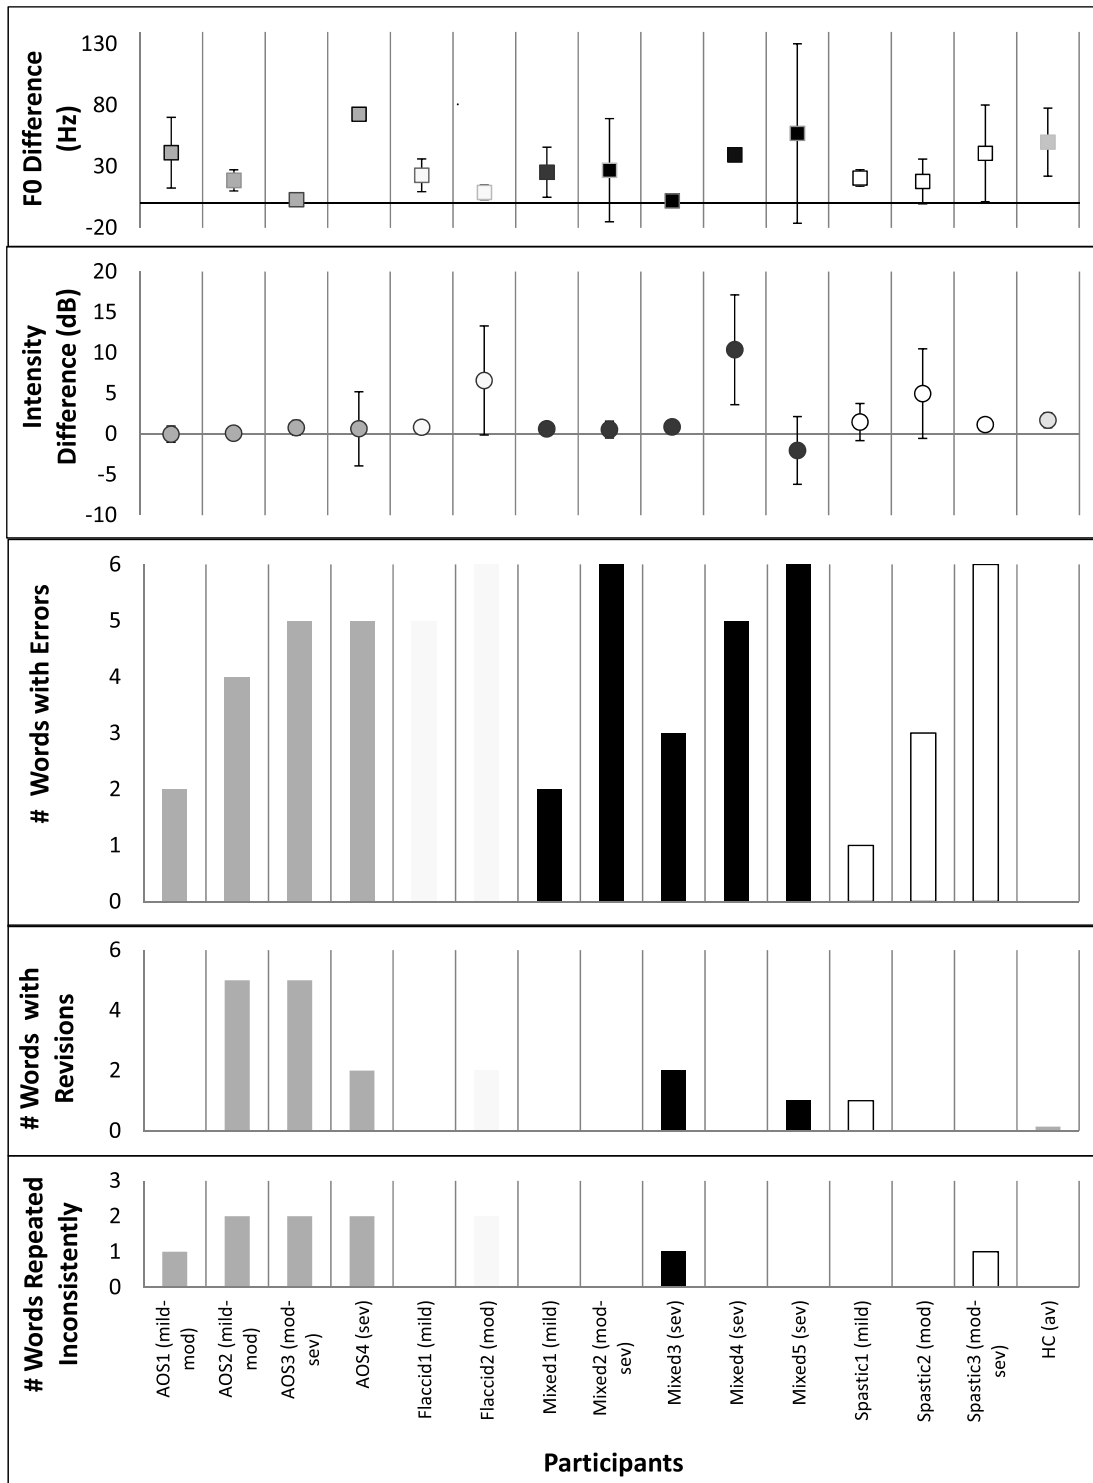 F0 Difference
(Hz)
130
80
30
-20
Intensity
Difference (dB)
20
15
10
5
0
-5
-10
# Words with Errors
6
5
4
3
2
1
0
# Words with
Revisions
6
4
2
0
# Words Repeated
Inconsistently
3
2
1
0
AOS1 (mild-
mod)
AOS2 (mild-
mod)
AOS3 (mod-
sev)
AOS4 (sev)
Flaccid1 (mild)
Flaccid2 (mod)
Mixed1 (mild)
Mixed2 (mod-
sev)
Mixed3 (sev)
Mixed4 (sev)
Mixed5 (sev)
Spastic1 (mild)
Spastic2 (mod)
Spastic3 (mod-
sev)
HC (av)
Participants